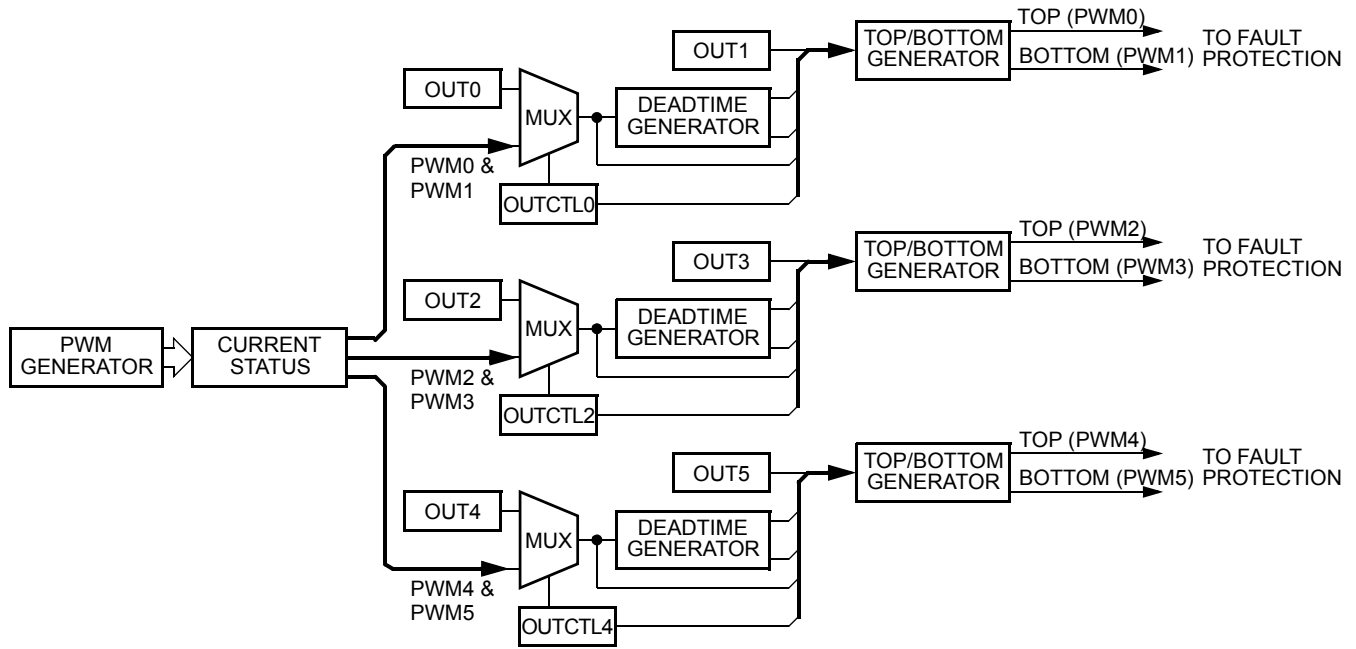 OUT1
TOP/BOTTOM
GENERATOR
TOP (PWM0)
BOTTOM (PWM1)
TO FAULT
PROTECTION
OUT0
MUX
DEADTIME
GENERATOR
PWM0 &
PWM1
OUTCTL0
OUT3
TOP/BOTTOM
GENERATOR
TOP (PWM2)
BOTTOM (PWM3)
TO FAULT
PROTECTION
OUT2
MUX
DEADTIME
GENERATOR
PWM
GENERATOR
CURRENT
STATUS
PWM2 &
PWM3
OUTCTL2
OUT5
TOP/BOTTOM
GENERATOR
TOP (PWM4)
BOTTOM (PWM5)
TO FAULT
PROTECTION
OUT4
MUX
DEADTIME
GENERATOR
PWM4 &
PWM5
OUTCTL4